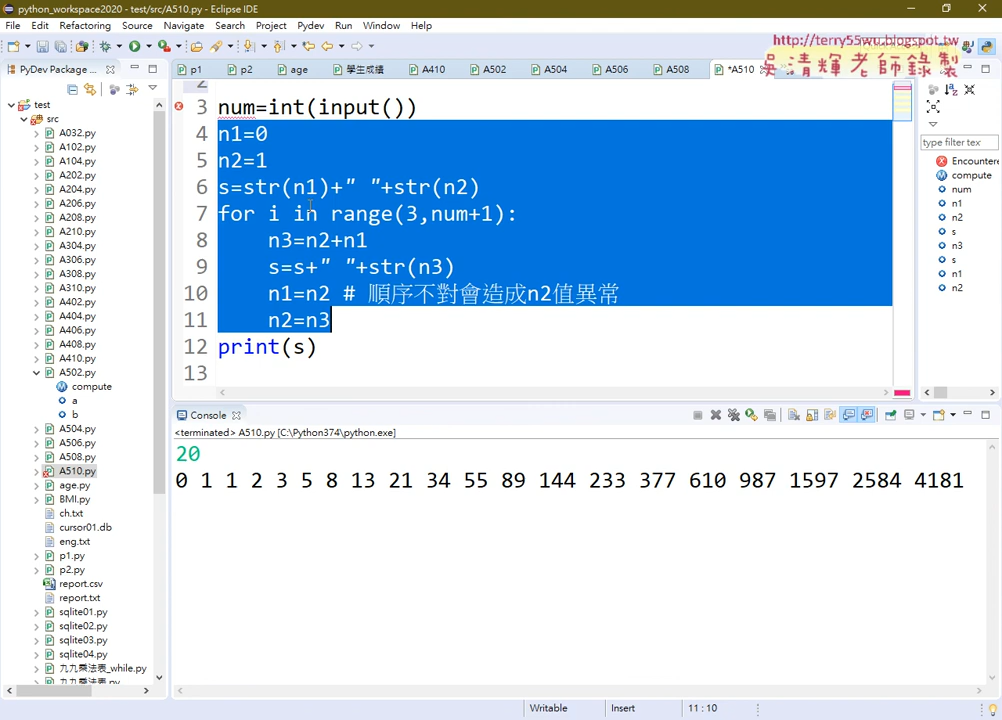 python_workspace2020 - test/src/A510.py - Eclipse IDE
File Edit Refactoring Source Navigate Search Project Pydev Run Window Help
http://terry55wu.blogspot.tw
吳清輝老師錄製
PyDev Package ...
p1
p2
age
學生成績
A410
A502
A504
A506
A508
*A510
test
src
A032.py
A102.py
A104.py
A202.py
A204.py
A206.py
A208.py
A210.py
A304.py
A306.py
A308.py
A310.py
A402.py
A404.py
A406.py
A408.py
A410.py
A502.py
compute
a
b
A504.py
A506.py
A508.py
A510.py
age.py
BMI.py
ch.txt
cursor01.db
eng.txt
p1.py
p2.py
report.csv
report.txt
sqlite01.py
sqlite02.py
sqlite03.py
sqlite04.py
九九乘法表_while.py
九九乘法表.py
2
3 num=int(input())
4 n1=0
5 n2=1
6 s=str(n1)+" "+str(n2)
7 for i in range(3,num+1):
8 n3=n2+n1
9 s=s+" "+str(n3)
10 n1=n2 # 順序不對會造成n2值異常
11 n2=n3
12 print(s)
13
type filter tex
Encountere
compute
num
n1
n2
s
n3
s
n1
n2
Console
<terminated> A510.py [C:\Python374\python.exe]
20
0 1 1 2 3 5 8 13 21 34 55 89 144 233 377 610 987 1597 2584 4181
Writable Insert 11 : 10